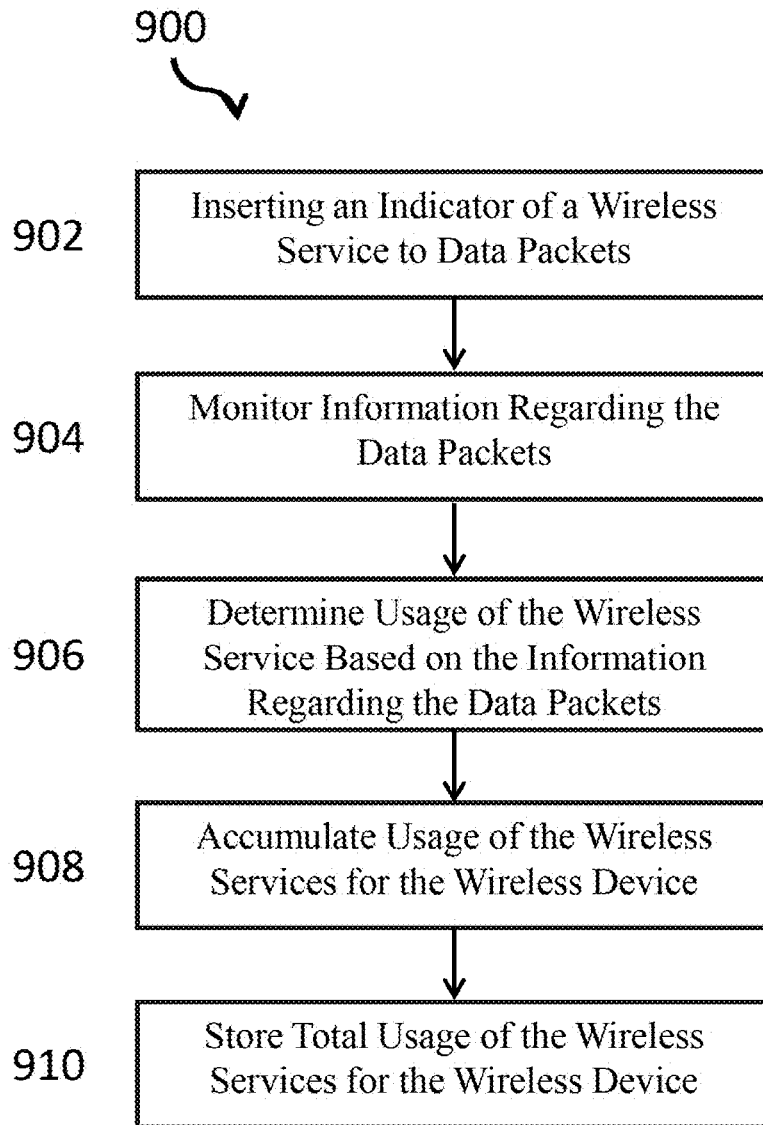 900
902
Inserting an Indicator of a Wireless
Service to Data Packets
904
Monitor Information Regarding the
Data Packets
906
Determine Usage of the Wireless
Service Based on the Information
Regarding the Data Packets
908
Accumulate Usage of the Wireless
Services for the Wireless Device
910
Store Total Usage of the Wireless
Services for the Wireless Device